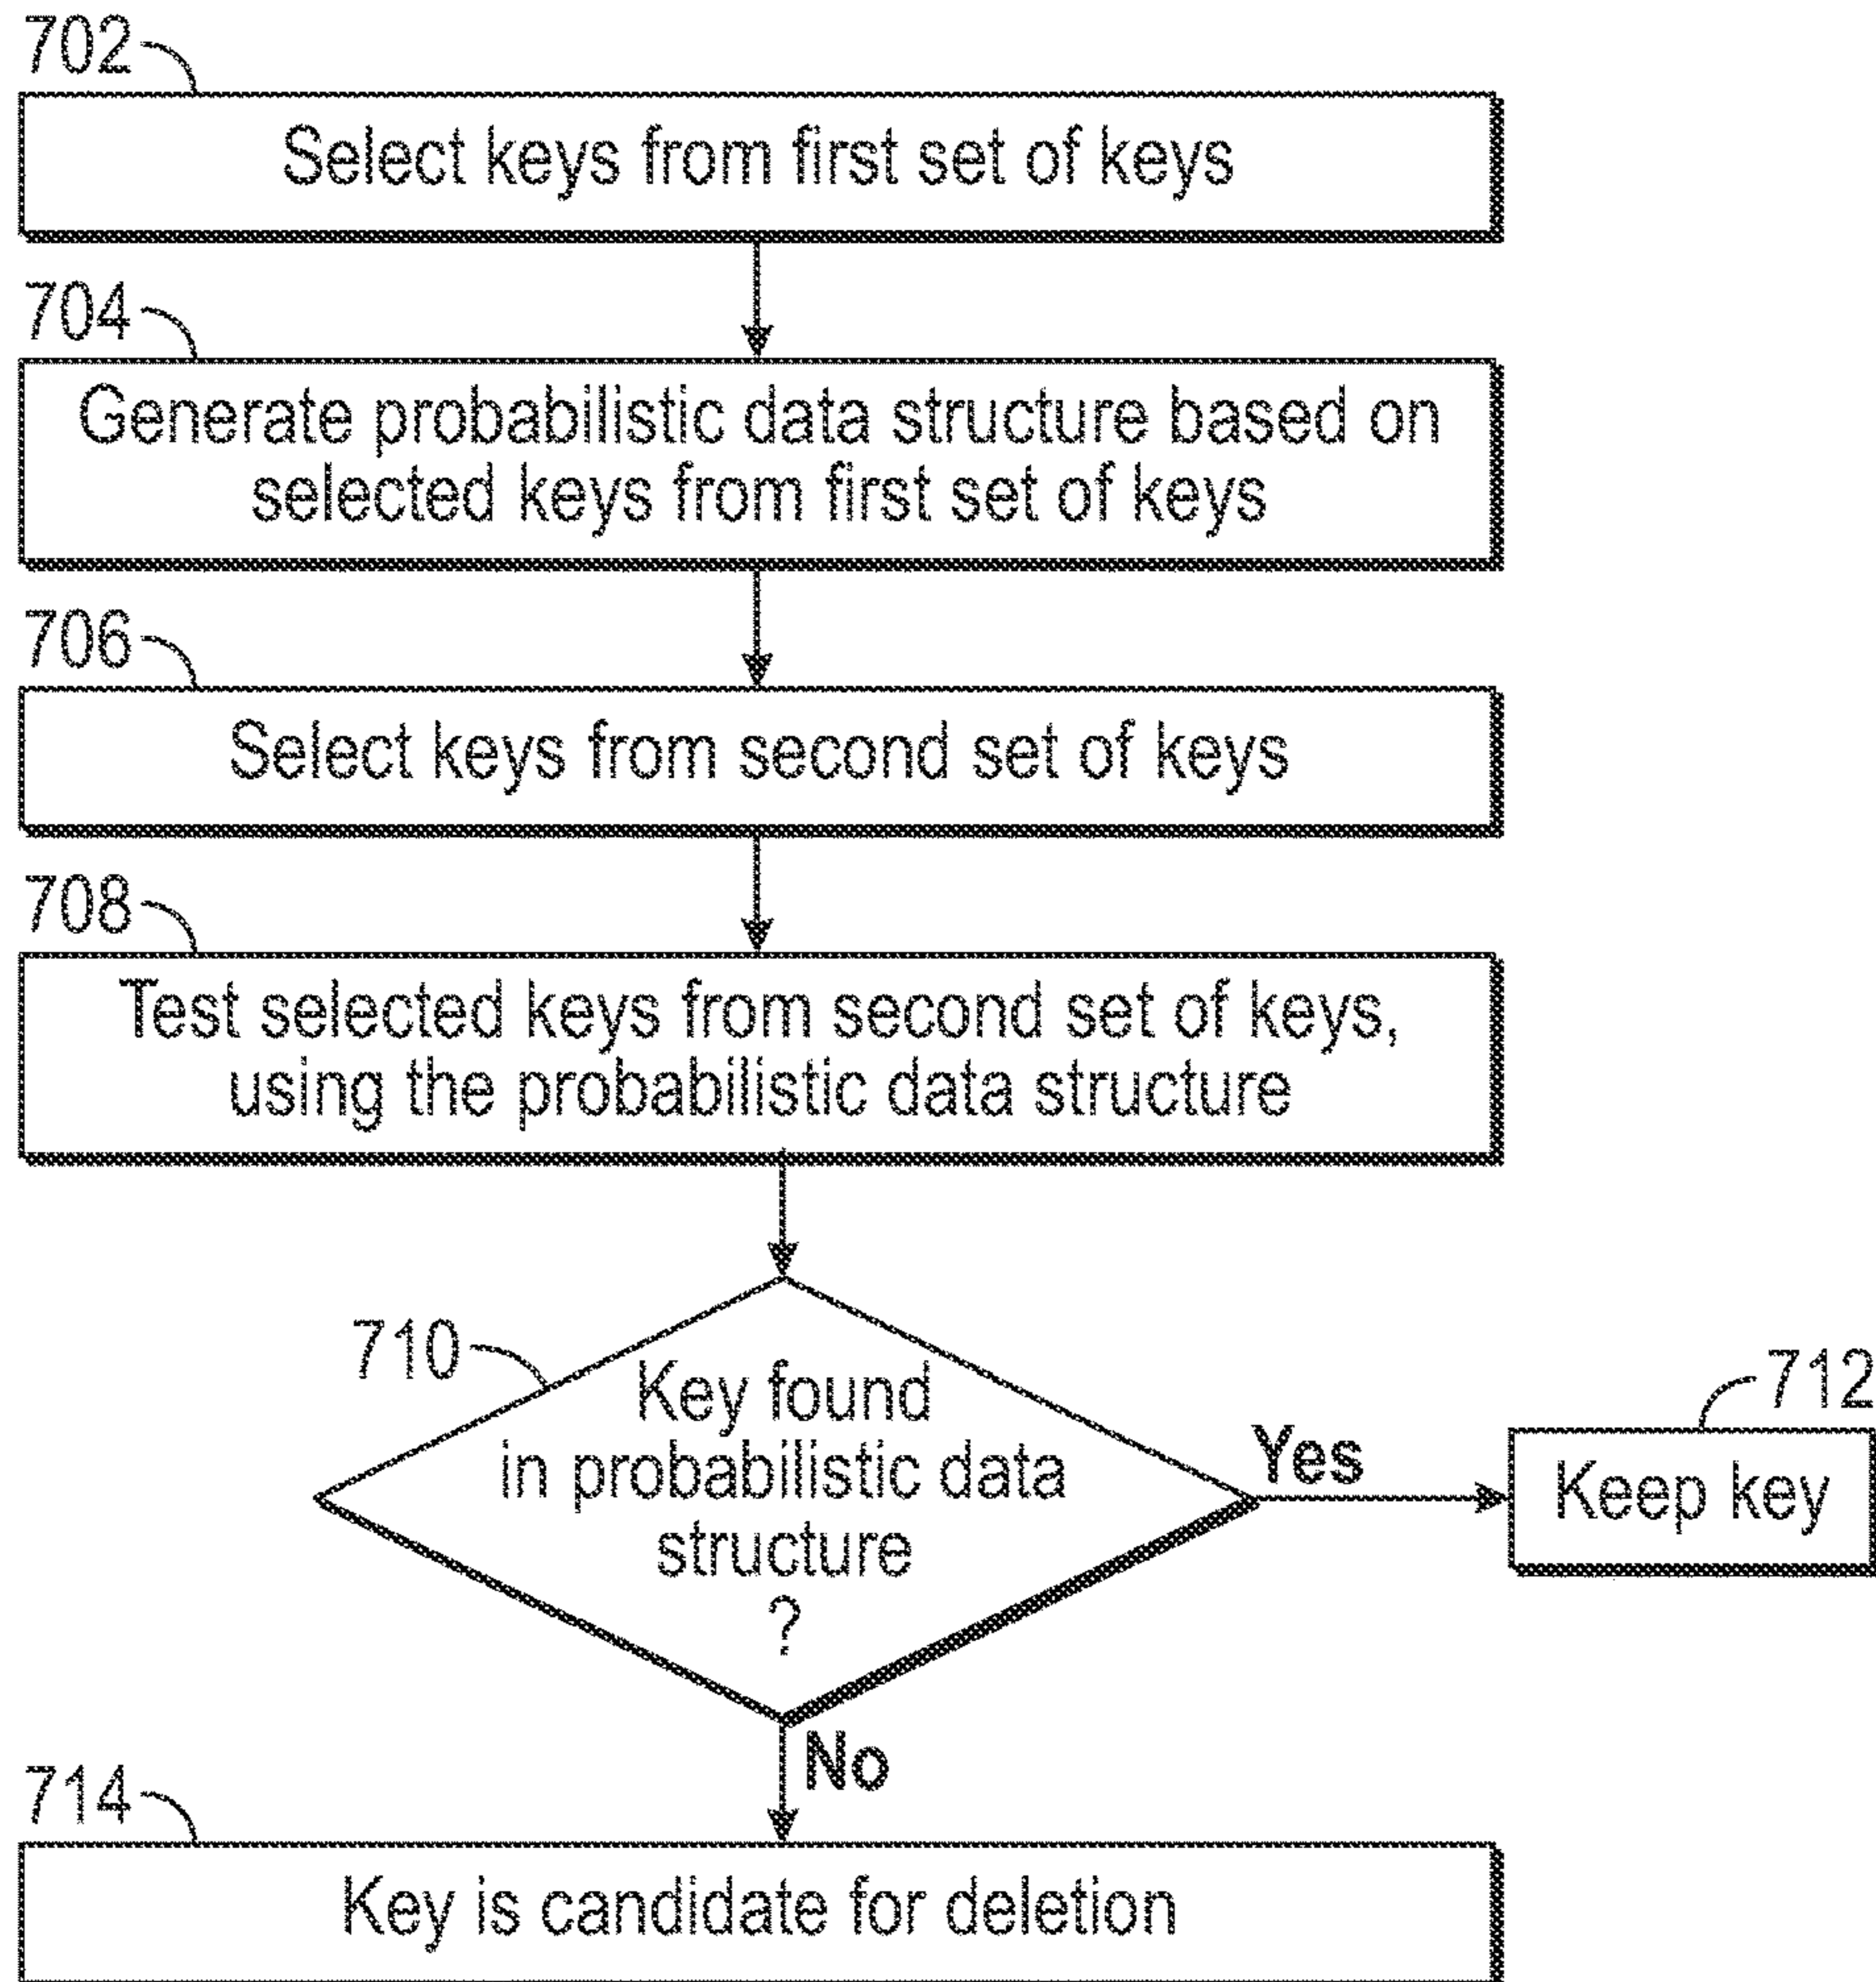 702
Select keys from first set of keys
704
Generate probabilistic data structure based on
selected keys from first set of keys
706
Select keys from second set of keys
708
Test selected keys from second set of keys,
using the probabilistic data structure
710
Key found
in probabilistic data
structure
?
Yes
712
Keep key
No
714
Key is candidate for deletion